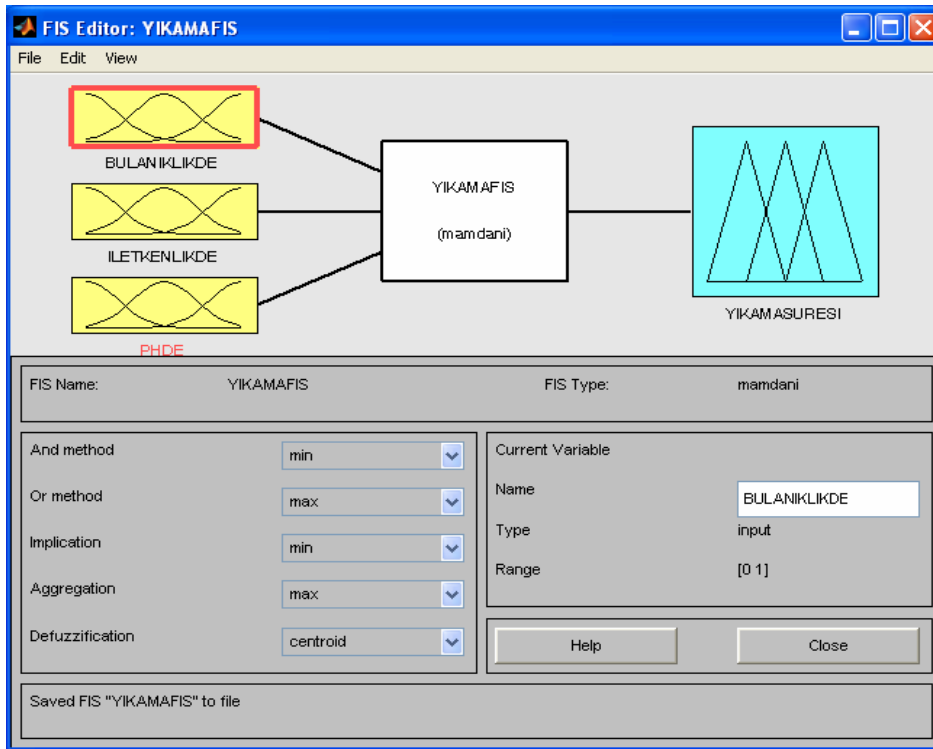 FIS Editor: YIKAMAFIS
File Edit View
BULANIKLIKDE
ILETKENLIKDE
PHDE
YIKAMAFIS
(mamdani)
YIKAMASURESI
FIS Name: YIKAMAFIS FIS Type: mamdani
And method min
Or method max
Implication min
Aggregation max
Defuzzification centroid
Current Variable
Name BULANIKLIKDE
Type input
Range [0 1]
Help Close
Saved FIS "YIKAMAFIS" to file